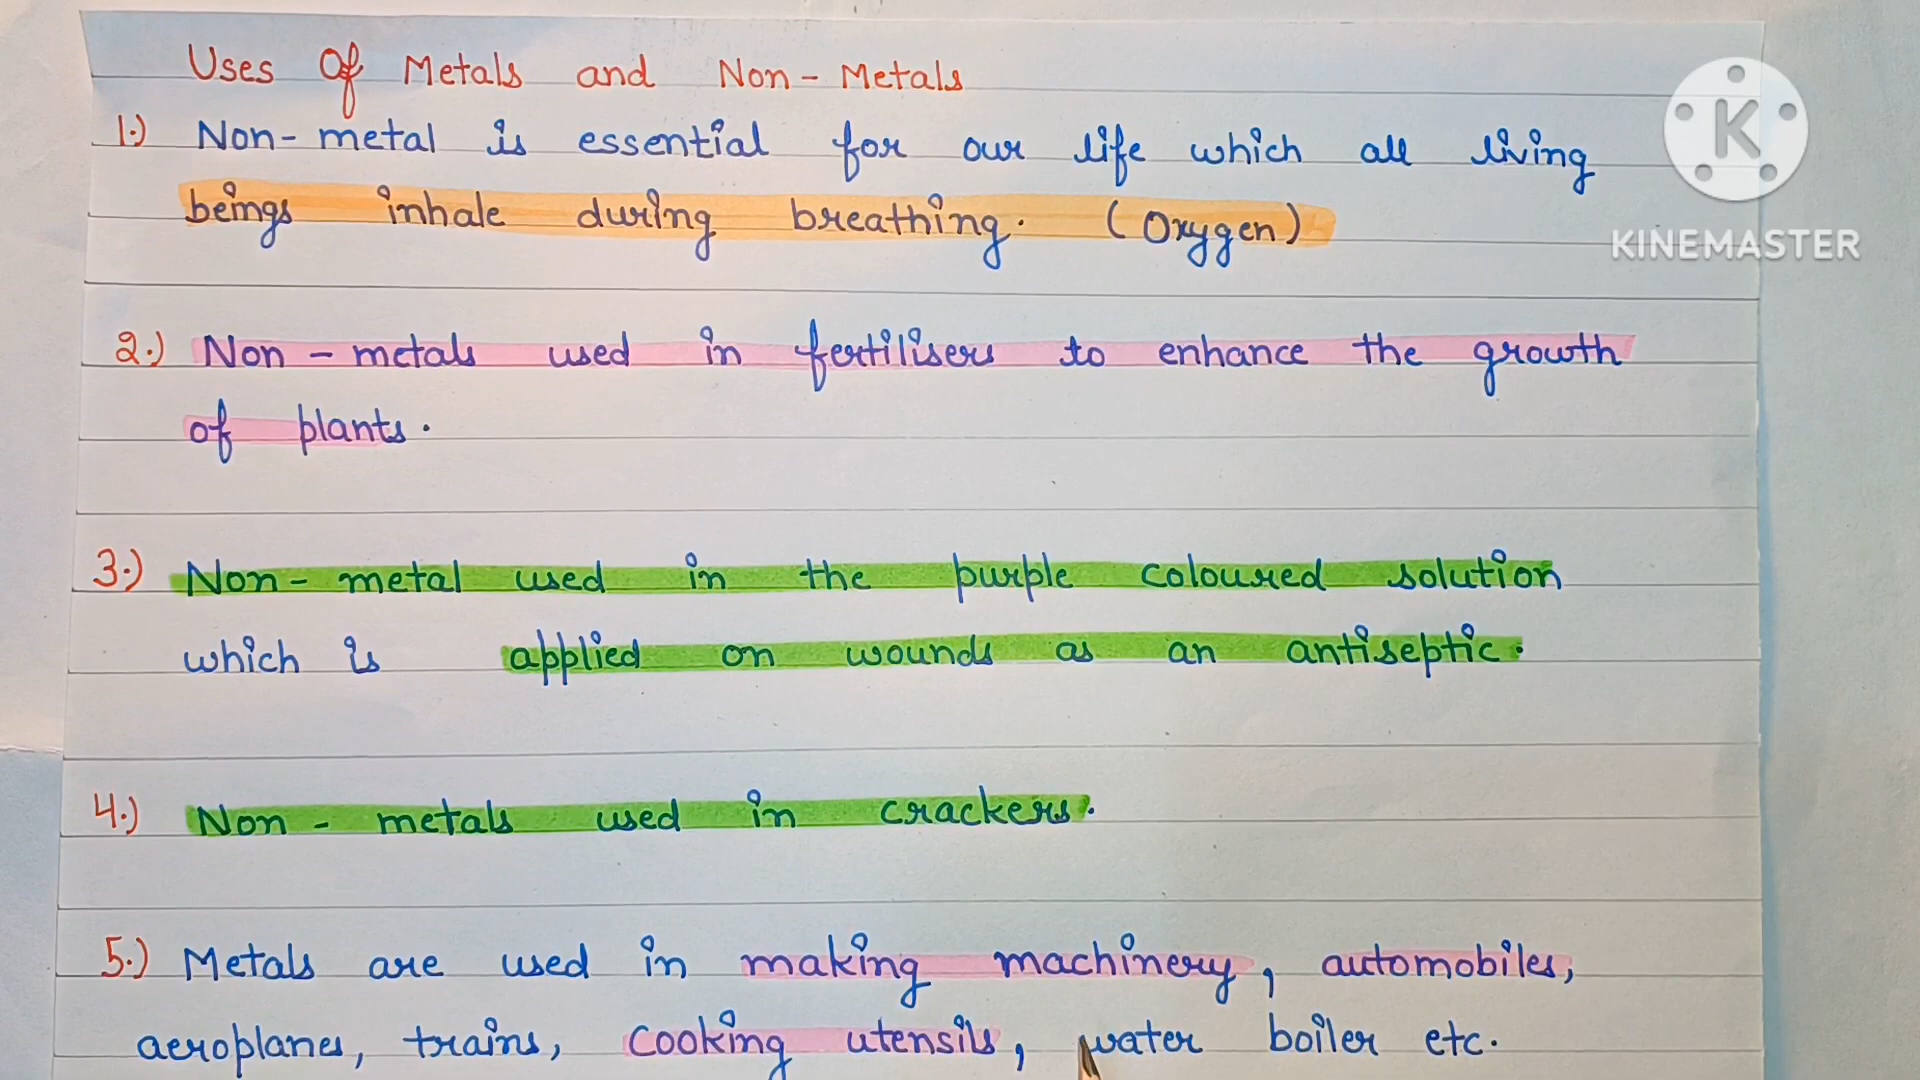 Uses Of Metals and Non-Metals
1.) Non-metal is essential for our life which all living
beings inhale during breathing. (Oxygen)
2.) Non-metals used in fertilisers to enhance the growth
of plants.
3.) Non-metal used in the purple coloured solution
which is applied on wounds as an antiseptic.
4.) Non-metals used in crackers.
5.) Metals are used in making machinery, automobiles,
aeroplanes, trains, cooking utensils, water boiler etc.
K
KINEMASTER